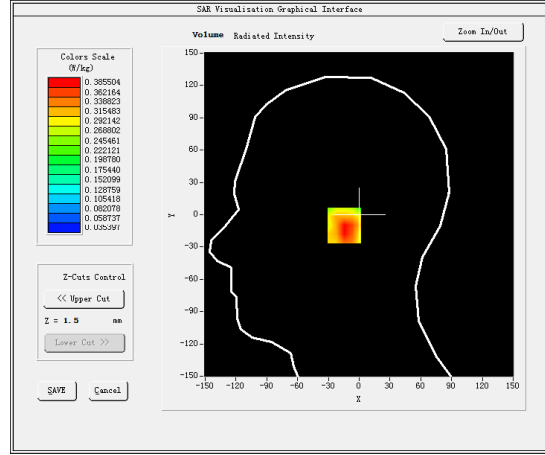 SAR Visualisation Graphical Interface
Volume Radiated Intensity
Zoom In/Out
Colors Scale
(W/kg)
0.385504
0.362164
0.338823
0.315483
0.292142
0.268802
0.245461
0.222121
0.198780
0.175440
0.152099
0.128759
0.105418
0.082078
0.058737
0.035397
Z-Cuts Control
<< Upper Cut
Z = 1.5 mm
Lower Cut >>
SAVE Cancel
150
120
90
60
30
Y 0
-30
-60
-90
-120
-150
-150 -120 -90 -60 -30 0 30 60 90 120 150
X